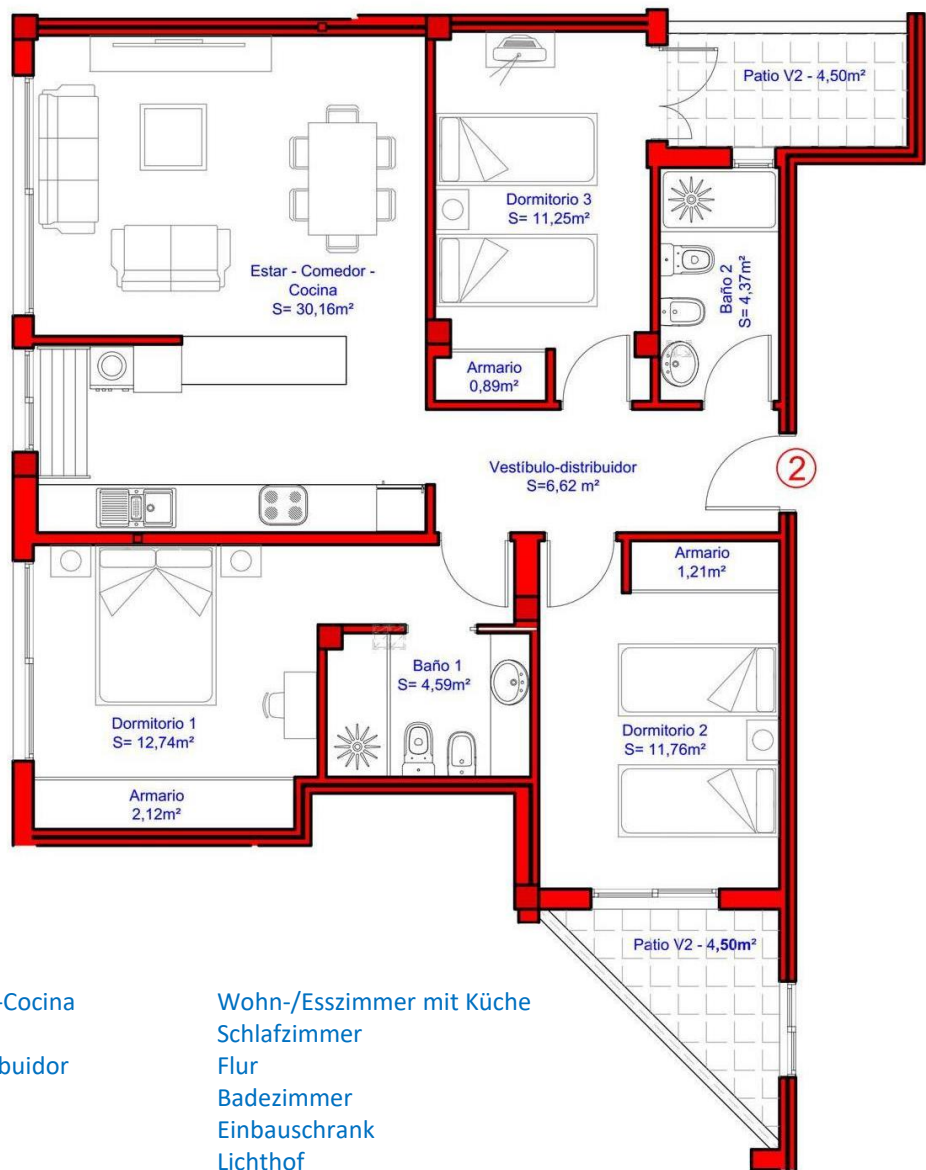 Patio V2 - 4,50m²
Dormitorio 3
S= 11,25m²
Estar - Comedor -
Cocina
S= 30,16m²
Baño 2
S= 4,37m²
Armario
0,89m²
Vestíbulo-distribuidor
S=6,62 m²
2
Armario
1,21m²
Baño 1
S= 4,59m²
Dormitorio 1
S= 12,74m²
Dormitorio 2
S= 11,76m²
Armario
2,12m²
Patio V2 - 4,50m²
-Cocina Wohn-/Esszimmer mit Küche
Schlafzimmer
buidor Flur
Badezimmer
Einbauschrank
Lichthof